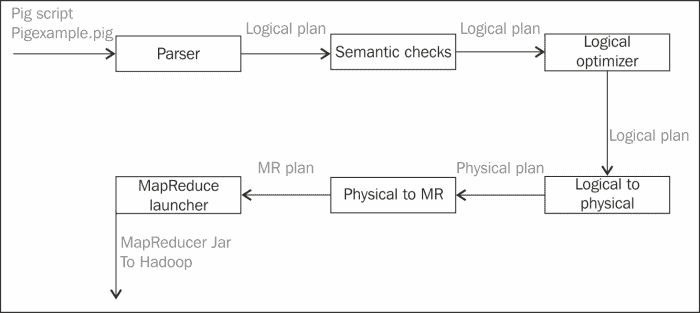 Pig script
Pigexample.pig
Parser
Logical plan
Semantic checks
Logical plan
Logical
optimizer
Logical plan
Logical to
physical
Physical plan
Physical to MR
MR plan
MapReduce
launcher
MapReducer Jar
To Hadoop